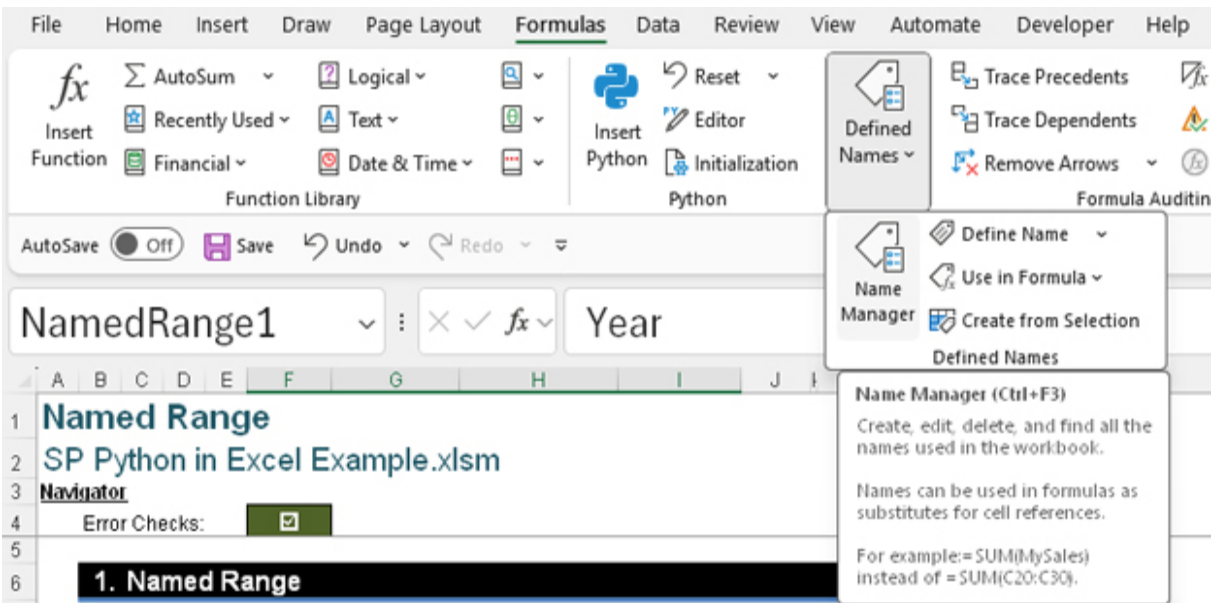 File Home Insert Draw Page Layout Formulas Data Review View Automate Developer Help
fx Insert Function
∑ AutoSum
Recently Used
Financial
? Logical
A Text
Date & Time
θ
Function Library
Insert Python
Reset
PY Editor
Initialization
Python
Defined Names
Trace Precedents
Trace Dependents
Remove Arrows
fx
fx
Formula Auditin
AutoSave Off Save Undo Redo
Name Manager
Define Name
Use in Formula
Create from Selection
Defined Names
NamedRange1 fx Year
A B C D E F G H I J
1 Named Range
2 SP Python in Excel Example.xlsm
3 Navigator
4 Error Checks:
5
6 1. Named Range
Name Manager (Ctrl+F3)
Create, edit, delete, and find all the
names used in the workbook.
Names can be used in formulas as
substitutes for cell references.
For example:=SUM(MySales)
instead of =SUM(C20:C30).